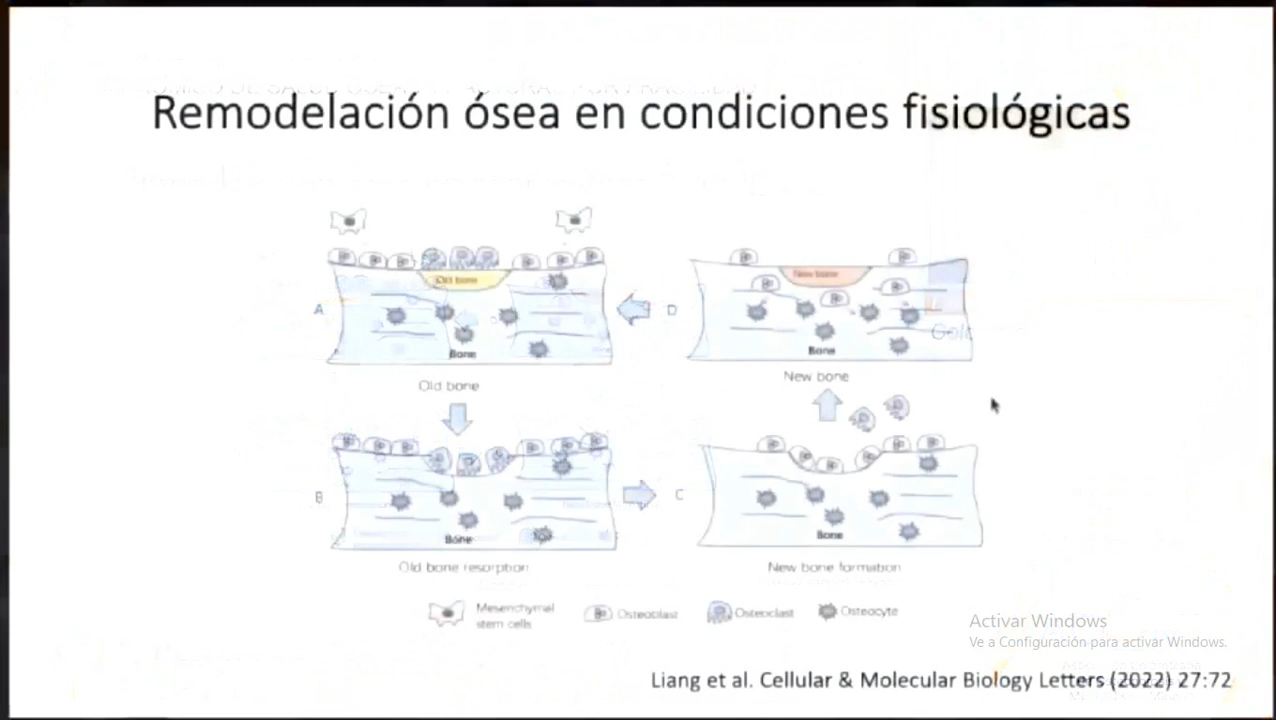 Remodelación ósea en condiciones fisiológicas
Old bone
New bone
A
D
Bone
Bone
Old bone
New bone
B
C
Bone
Bone
Old bone resorption
New bone formation
Mesenchymal
stem cells
Osteoblast
Osteoclast
Osteocyte
Activar Windows
Ve a Configuración para activar Windows.
Liang et al. Cellular & Molecular Biology Letters (2022) 27:72